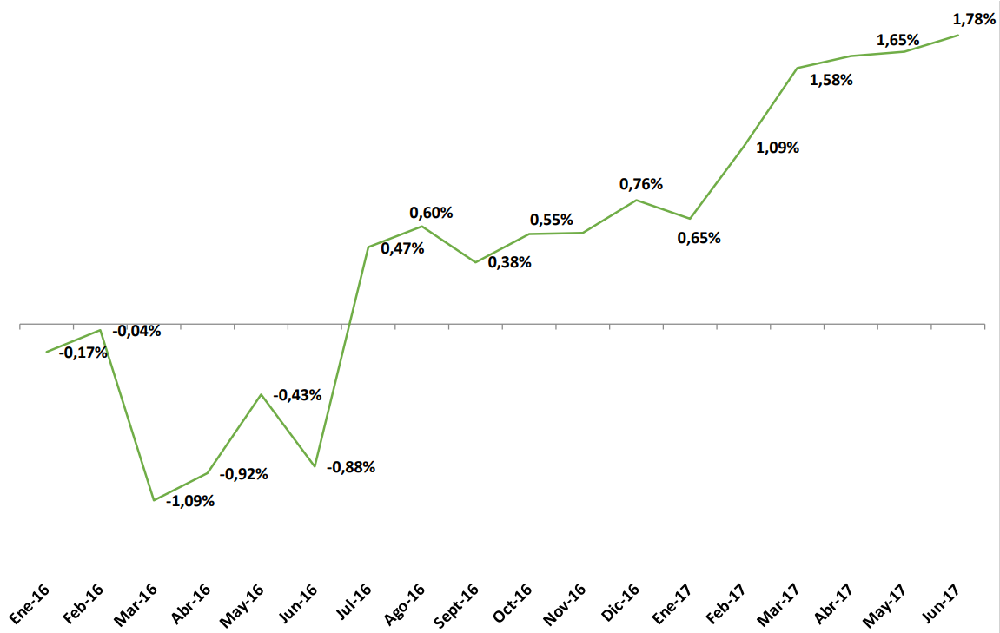 1,78%
1,65%
1,58%
1,09%
0,76%
0,60%
0,55%
0,65%
0,47%
0,38%
-0,04%
-0,17%
-0,43%
-0,88%
-0,92%
-1,09%
Ene-16
Feb-16
Mar-16
Abr-16
May-16
Jun-16
Jul-16
Ago-16
Sept-16
Oct-16
Nov-16
Dic-16
Ene-17
Feb-17
Mar-17
Abr-17
May-17
Jun-17